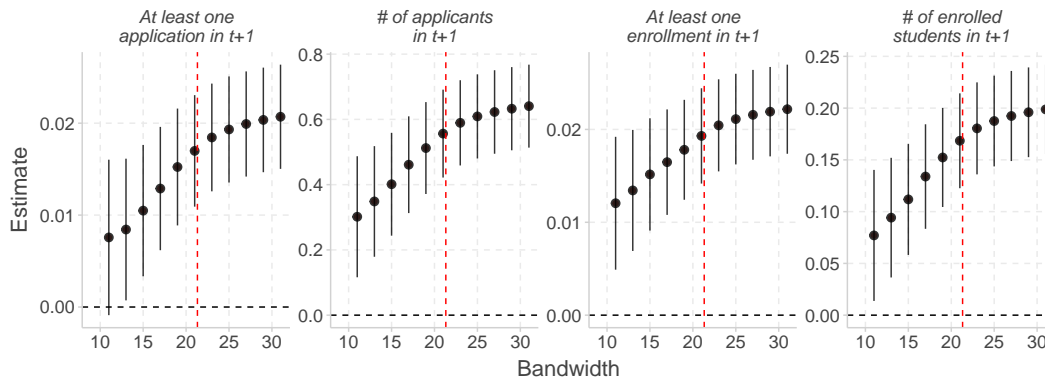 At least one
application in t+1
# of applicants
in t+1
At least one
enrollment in t+1
# of enrolled
students in t+1
Estimate
0.02
0.01
0.00
10 15 20 25 30
0.8
0.6
0.4
0.2
0.0
10 15 20 25 30
0.02
0.01
0.00
10 15 20 25 30
0.25
0.20
0.15
0.10
0.05
0.00
10 15 20 25 30
Bandwidth